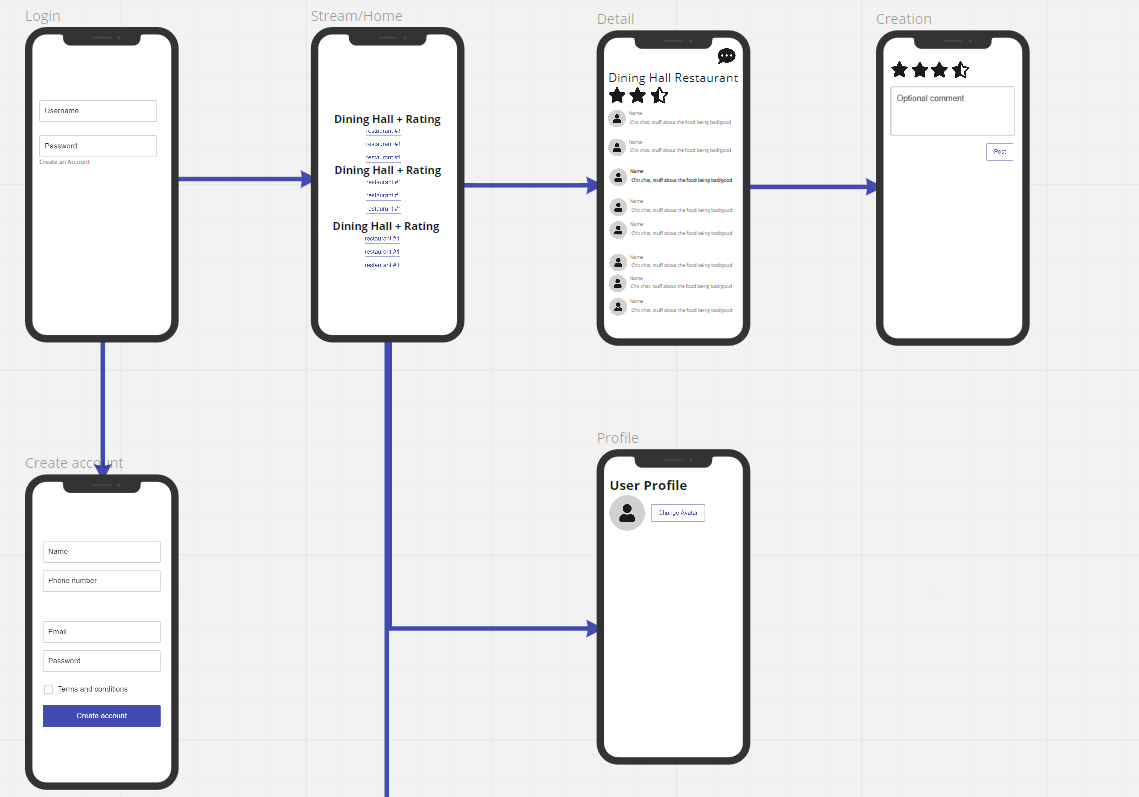 Login
Username
Password
Create an Account
Stream/Home
Dining Hall + Rating
restaurant #1
restaurant #1
restaurant #1
Dining Hall + Rating
restaurant #1
restaurant #1
restaurant #1
Dining Hall + Rating
restaurant #1
restaurant #1
restaurant #1
Detail
Dining Hall Restaurant
Name
Chit chat, stuff about the food being bad/good
Name
Chit chat, stuff about the food being bad/good
Name
Chit chat, stuff about the food being bad/good
Name
Chit chat, stuff about the food being bad/good
Name
Chit chat, stuff about the food being bad/good
Name
Chit chat, stuff about the food being bad/good
Name
Chit chat, stuff about the food being bad/good
Name
Chit chat, stuff about the food being bad/good
Creation
Optional comment
Post
Create account
Name
Phone number
Email
Password
Terms and conditions
Create account
Profile
User Profile
Change Avatar